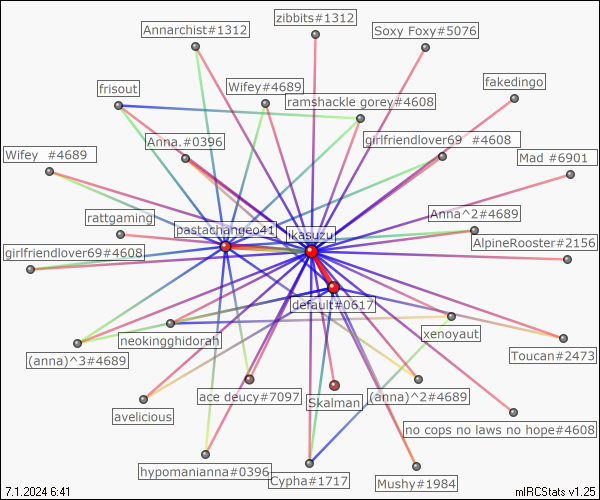 zibbits#1312
Annarchist#1312
Soxy Foxy#5076
fakedingo
Wifey#4689
frisout
ramshackle gorey#4608
Anna.#0396
girlfriendlover69 #4608
Wifey #4689
Mad #6901
rattgaming
Anna^2#4689
pastachangeo41
likasuzu
AlpineRooster#2156
girlfriendlover69#4608
default#0617
xenoyaut
neokingghidorah
(anna)^3#4689
Toucan#2473
ace deucy#7097
Skalman
(anna)^2#4689
avelicious
no cops no laws no hope#4608
hypomanianna#0396
Cypha#1717
Mushy#1984
7.1.2024 6:41
mIRCStats v1.25